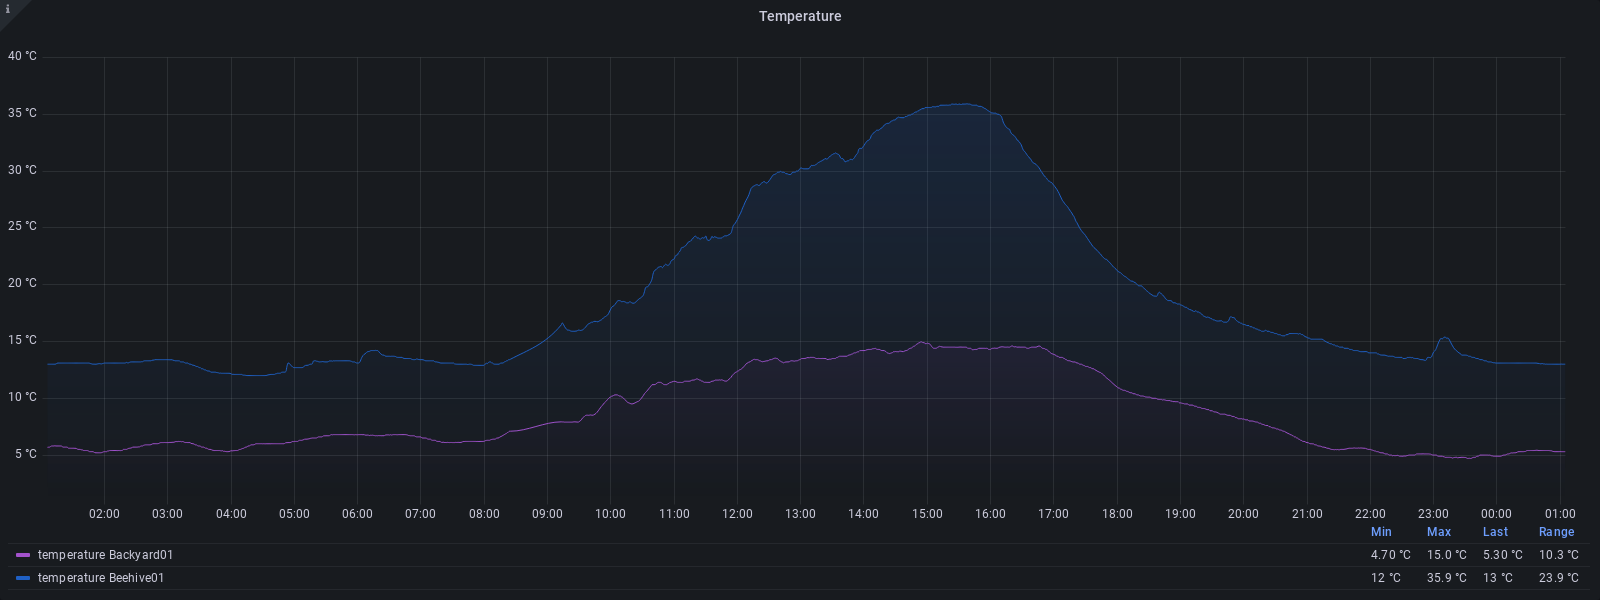 i
Temperature
40 °C
35 °C
30 °C
25 °C
20 °C
15 °C
10 °C
5 °C
02:00 03:00 04:00 05:00 06:00 07:00 08:00 09:00 10:00 11:00 12:00 13:00 14:00 15:00 16:00 17:00 18:00 19:00 20:00 21:00 22:00 23:00 00:00 01:00
Min Max Last Range
temperature Backyard01 4.70 °C 15.0 °C 5.30 °C 10.3 °C
temperature Beehive01 12 °C 35.9 °C 13 °C 23.9 °C